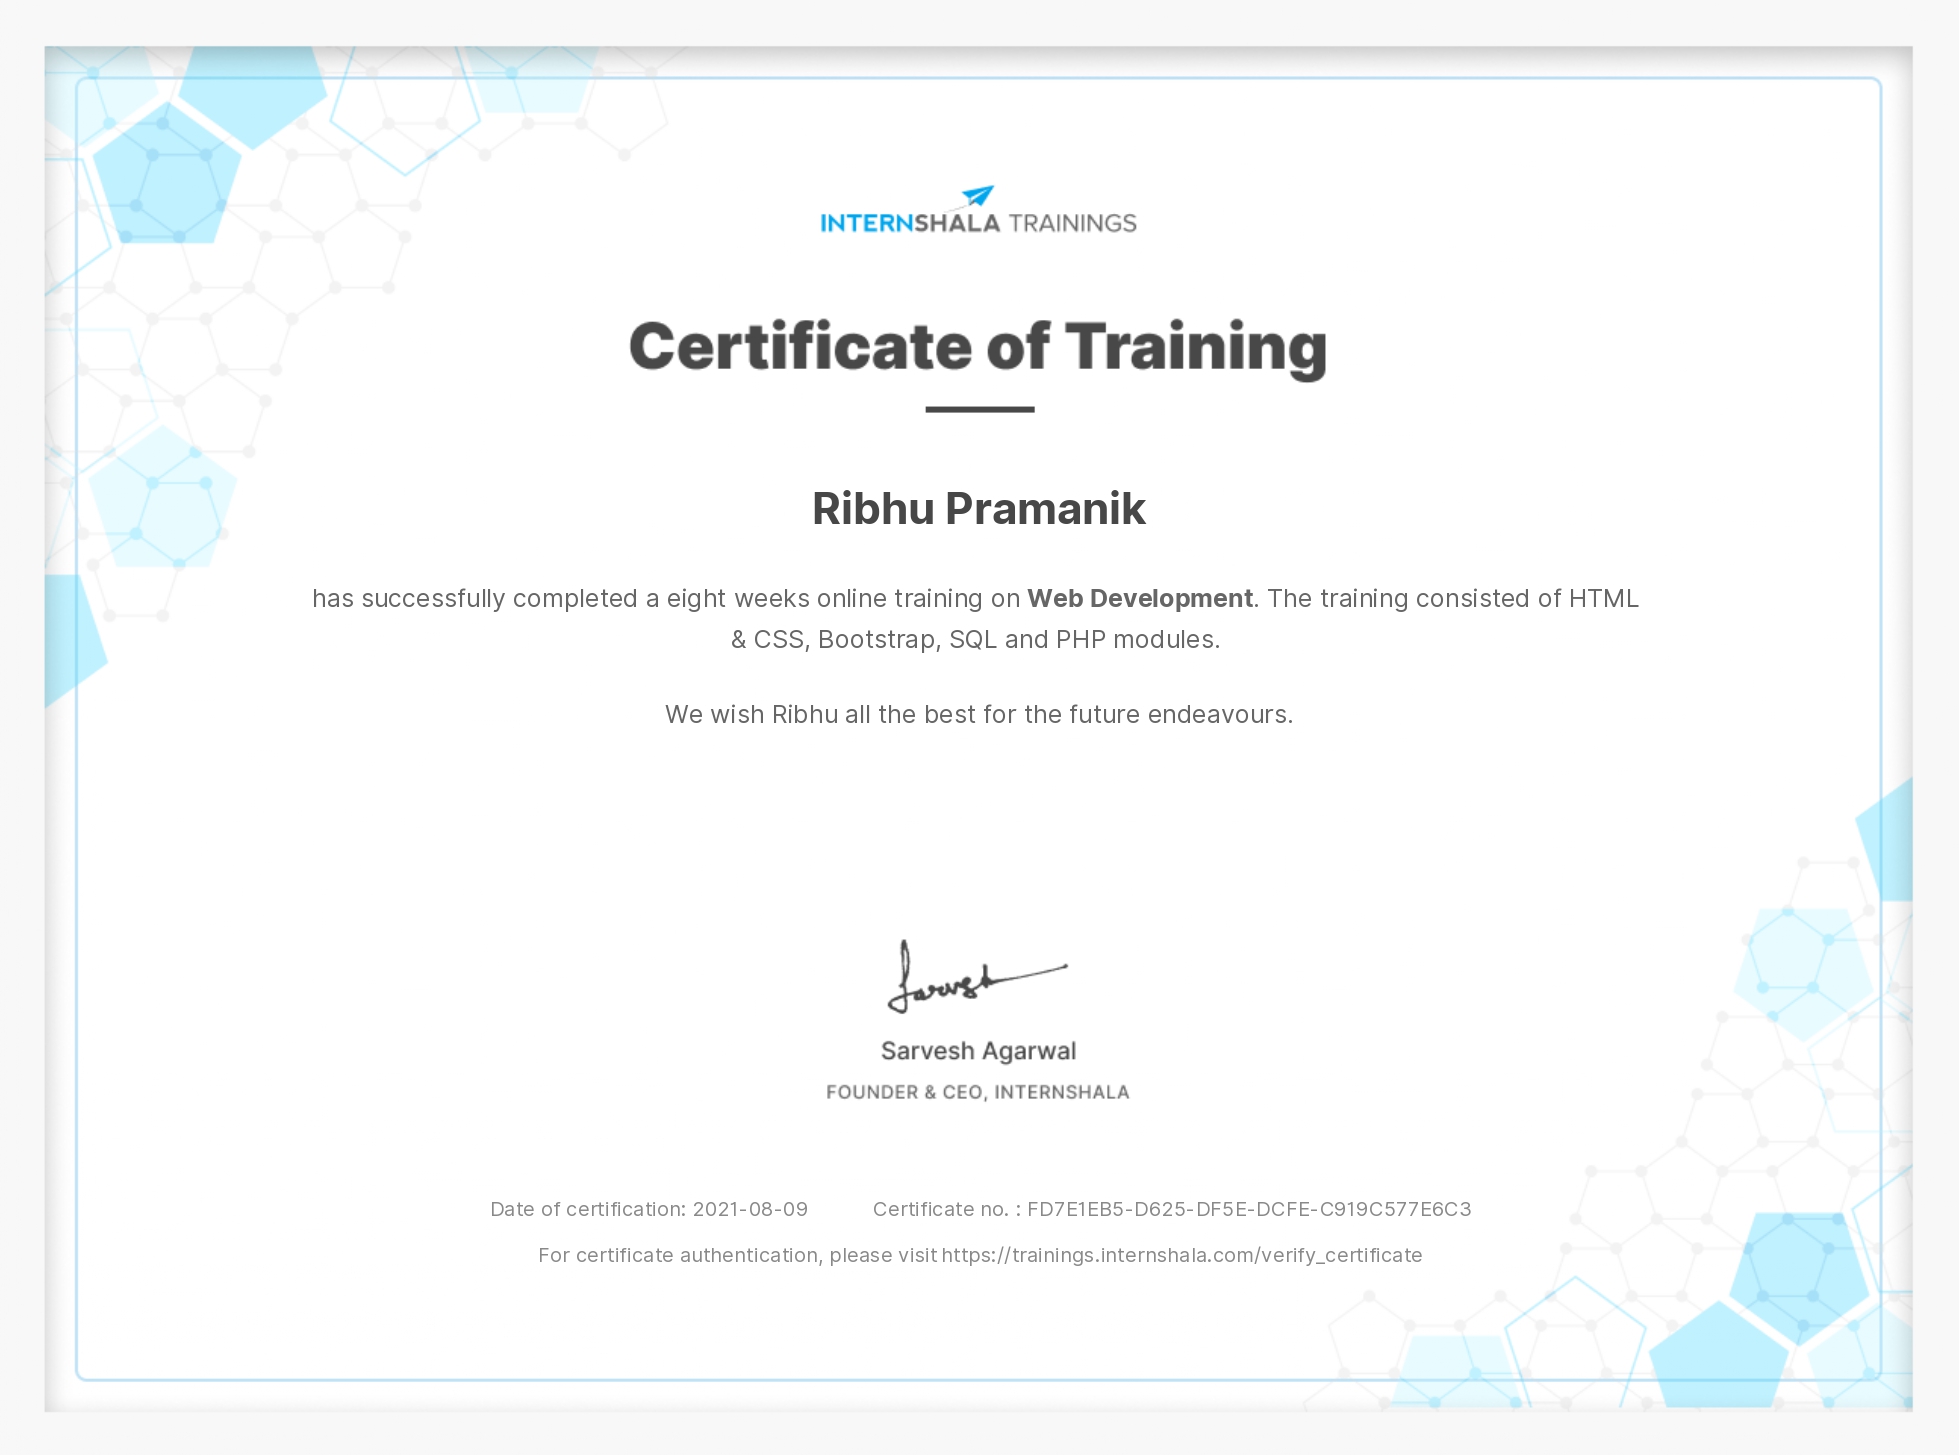 INTERNSHALA TRAININGS
Certificate of Training
Ribhu Pramanik
has successfully completed a eight weeks online training on Web Development. The training consisted of HTML
& CSS, Bootstrap, SQL and PHP modules.
We wish Ribhu all the best for the future endeavours.
Sarvesh
Sarvesh Agarwal
FOUNDER & CEO, INTERNSHALA
Date of certification: 2021-08-09 Certificate no. : FD7E1EB5-D625-DF5E-DCFE-C919C577E6C3
For certificate authentication, please visit https://trainings.internshala.com/verify_certificate